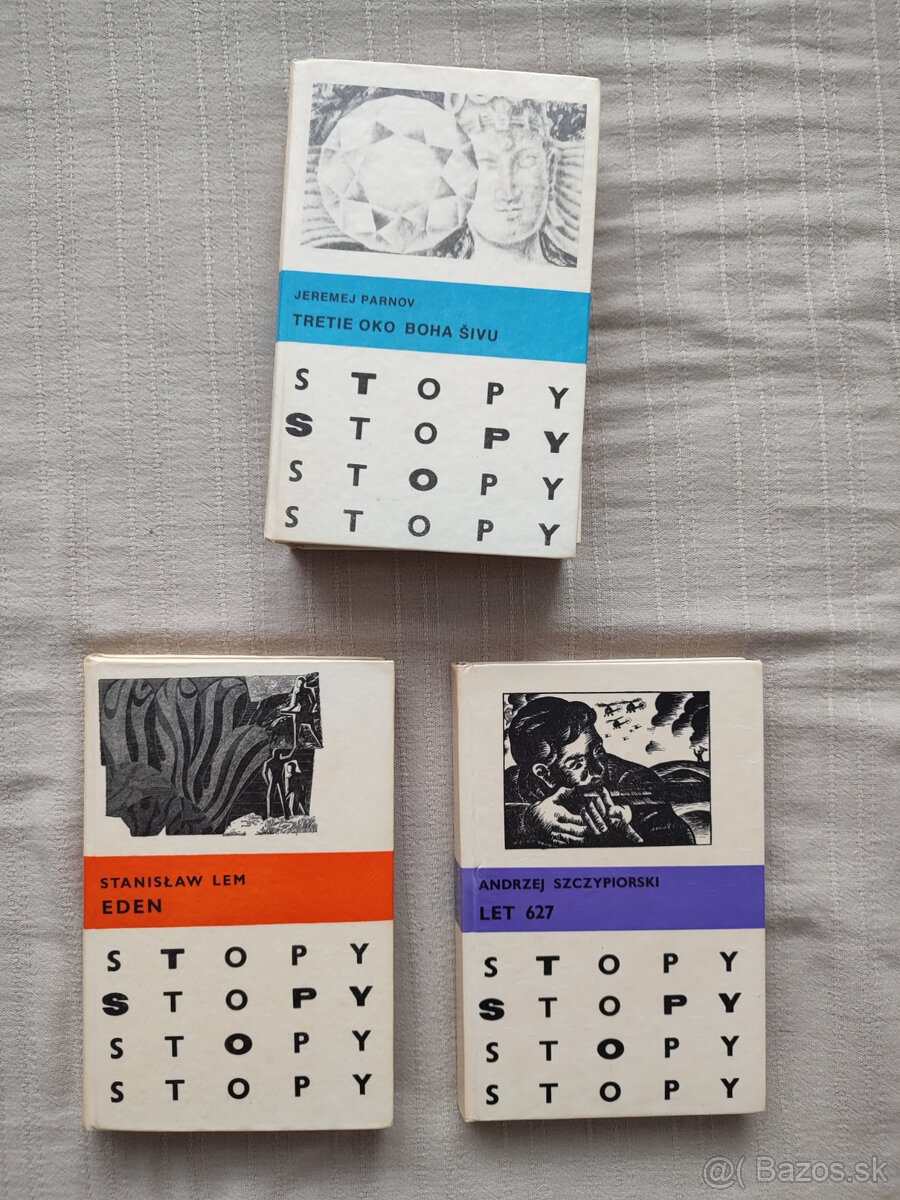 JEREMEJ PARNOV
TRETIE OKO BOHA ŠIVU
S T O P Y
S T O P Y
S T O P Y
S T O P Y
STANISŁAW LEM
EDEN
S T O P Y
S T O P Y
S T O P Y
S T O P Y
ANDRZEJ SZCZYPIORSKI
LET 627
S T O P Y
S T O P Y
S T O P Y
S T O P Y
@( Bazos.sk